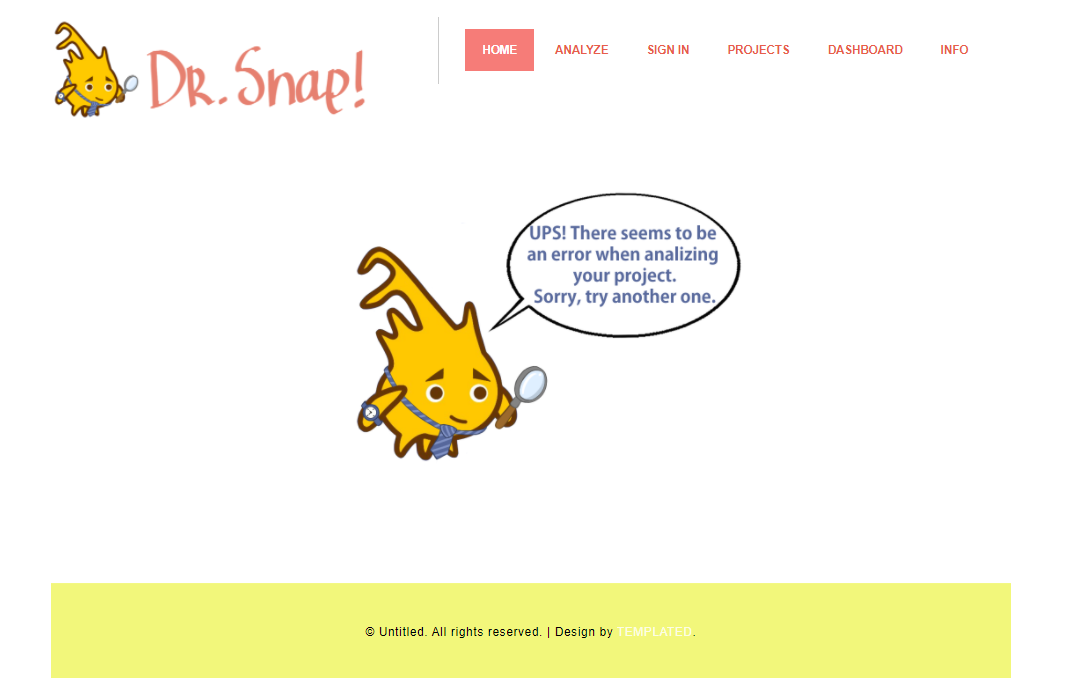 Dr. Snap!
HOME
ANALYZE
SIGN IN
PROJECTS
DASHBOARD
INFO
UPS! There seems to be
an error when analizing
your project.
Sorry, try another one.
© Untitled. All rights reserved. | Design by TEMPLATED.